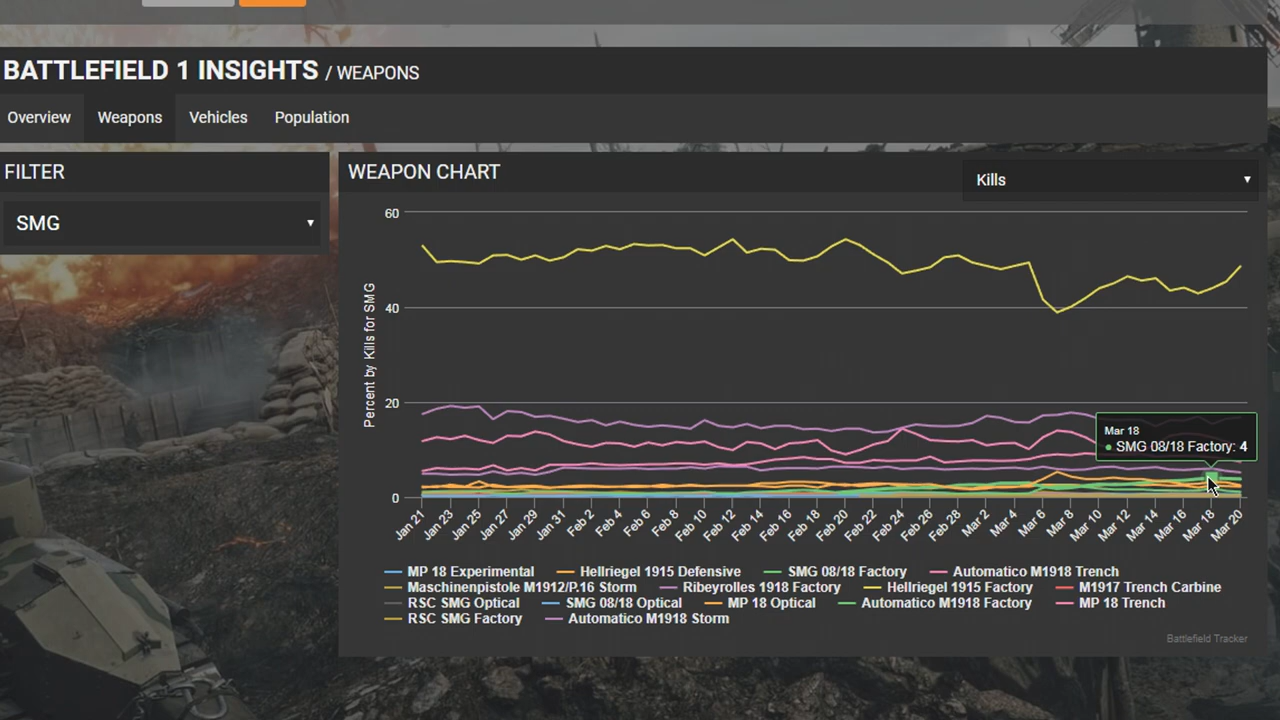 BATTLEFIELD 1 INSIGHTS / WEAPONS
Overview Weapons Vehicles Population
FILTER
SMG
WEAPON CHART
Kills
60
40
20
0
Percent by Kills for SMG
Mar 18
SMG 08/18 Factory: 4
Jan 21 Jan 23 Jan 25 Jan 27 Jan 29 Jan 31 Feb 2 Feb 4 Feb 6 Feb 8 Feb 10 Feb 12 Feb 14 Feb 16 Feb 18 Feb 20 Feb 22 Feb 24 Feb 26 Feb 28 Mar 2 Mar 4 Mar 6 Mar 8 Mar 10 Mar 12 Mar 14 Mar 16 Mar 18 Mar 20
MP 18 Experimental Hellriegel 1915 Defensive SMG 08/18 Factory Automatico M1918 Trench
Maschinenpistole M1912/P.16 Storm Ribeyrolles 1918 Factory Hellriegel 1915 Factory M1917 Trench Carbine
RSC SMG Optical SMG 08/18 Optical MP 18 Optical Automatico M1918 Factory MP 18 Trench
RSC SMG Factory Automatico M1918 Storm
Battlefield Tracker